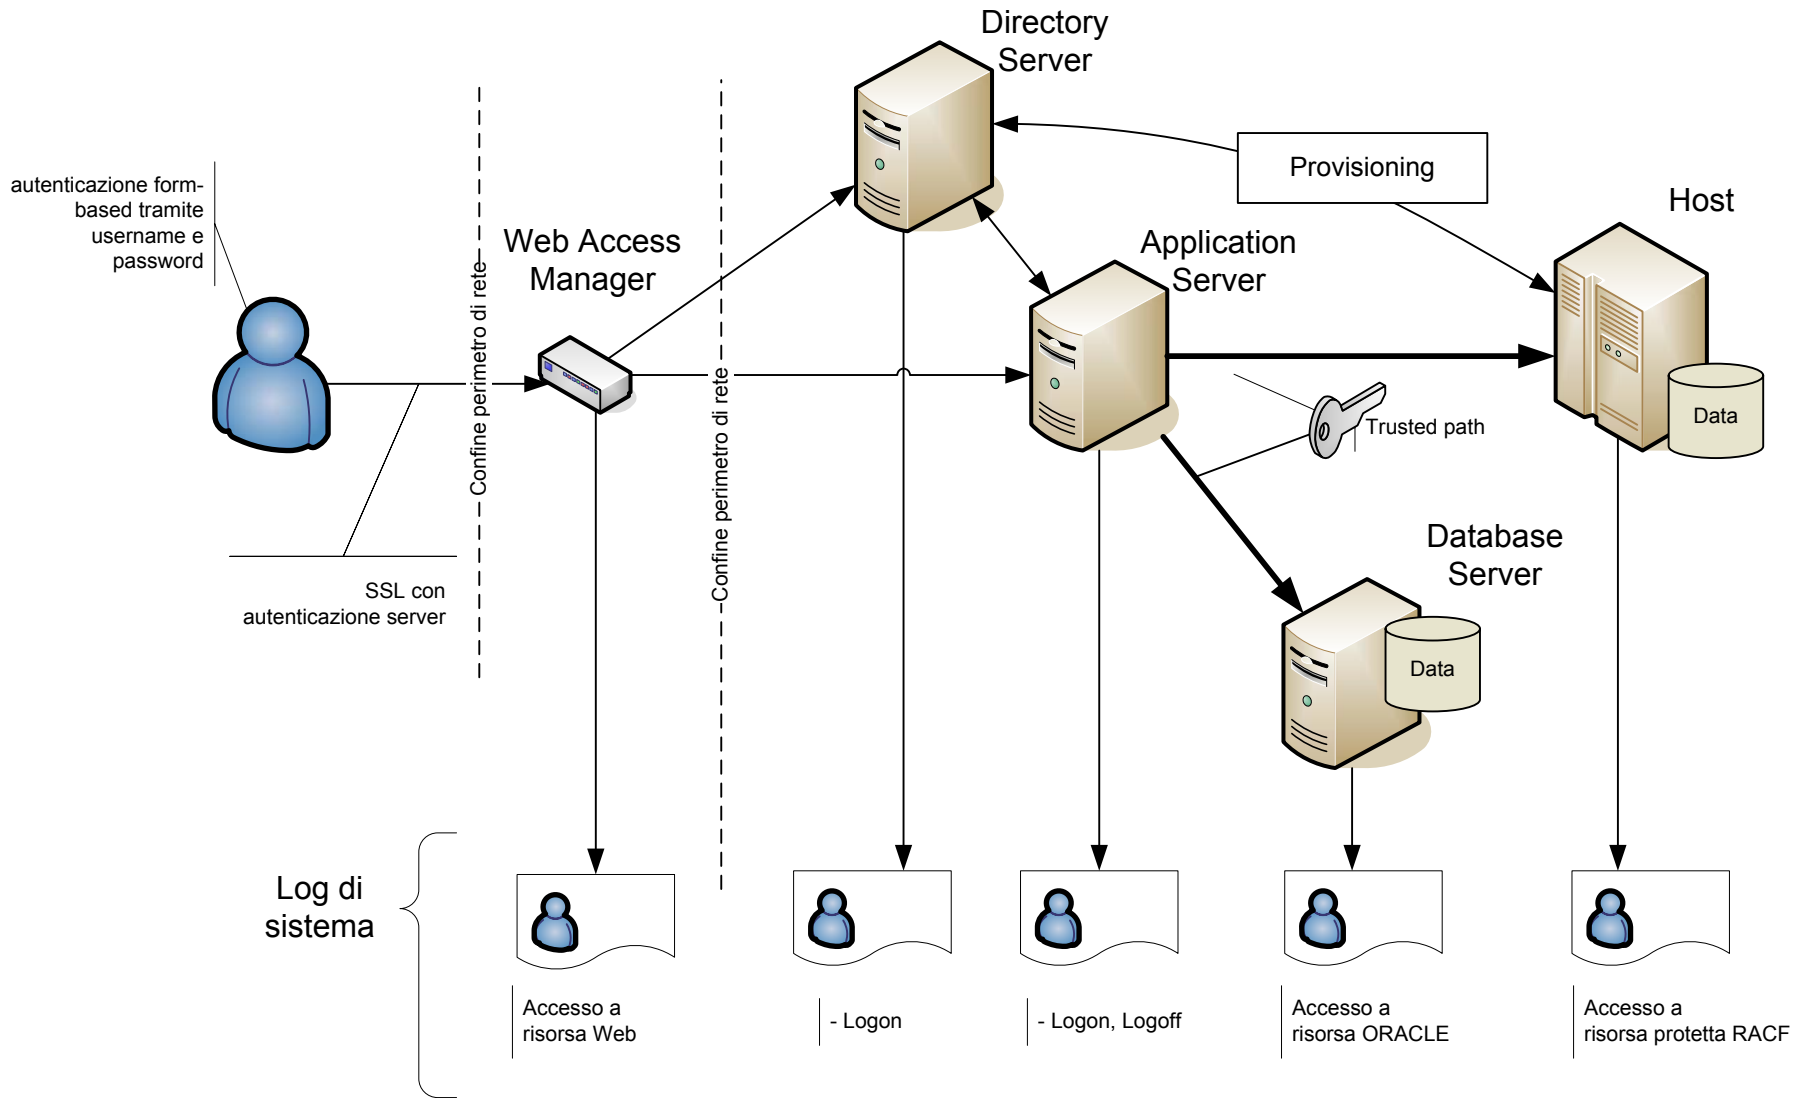 Directory
Server
Provisioning
Host
autenticazione form-
based tramite
username e
password
Web Access
Manager
Application
Server
Confine perimetro di rete
Confine perimetro di rete
Trusted path
Data
SSL con
autenticazione server
Database
Server
Data
Log di
sistema
Accesso a
risorsa Web
- Logon
- Logon, Logoff
Accesso a
risorsa ORACLE
Accesso a
risorsa protetta RACF